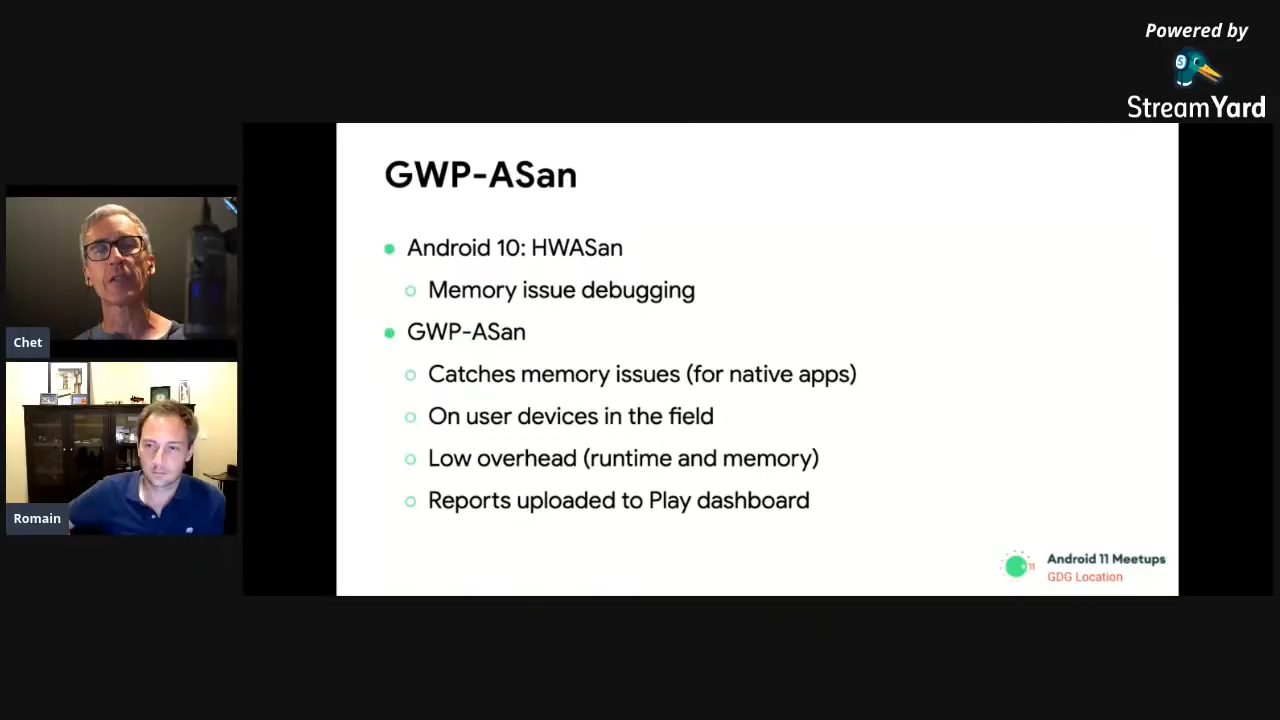 Powered by
S
StreamYard
GWP-ASan
Android 10: HWASan
Memory issue debugging
GWP-ASan
Catches memory issues (for native apps)
On user devices in the field
Low overhead (runtime and memory)
Reports uploaded to Play dashboard
Chet
Romain
11
Android 11 Meetups
GDG Location